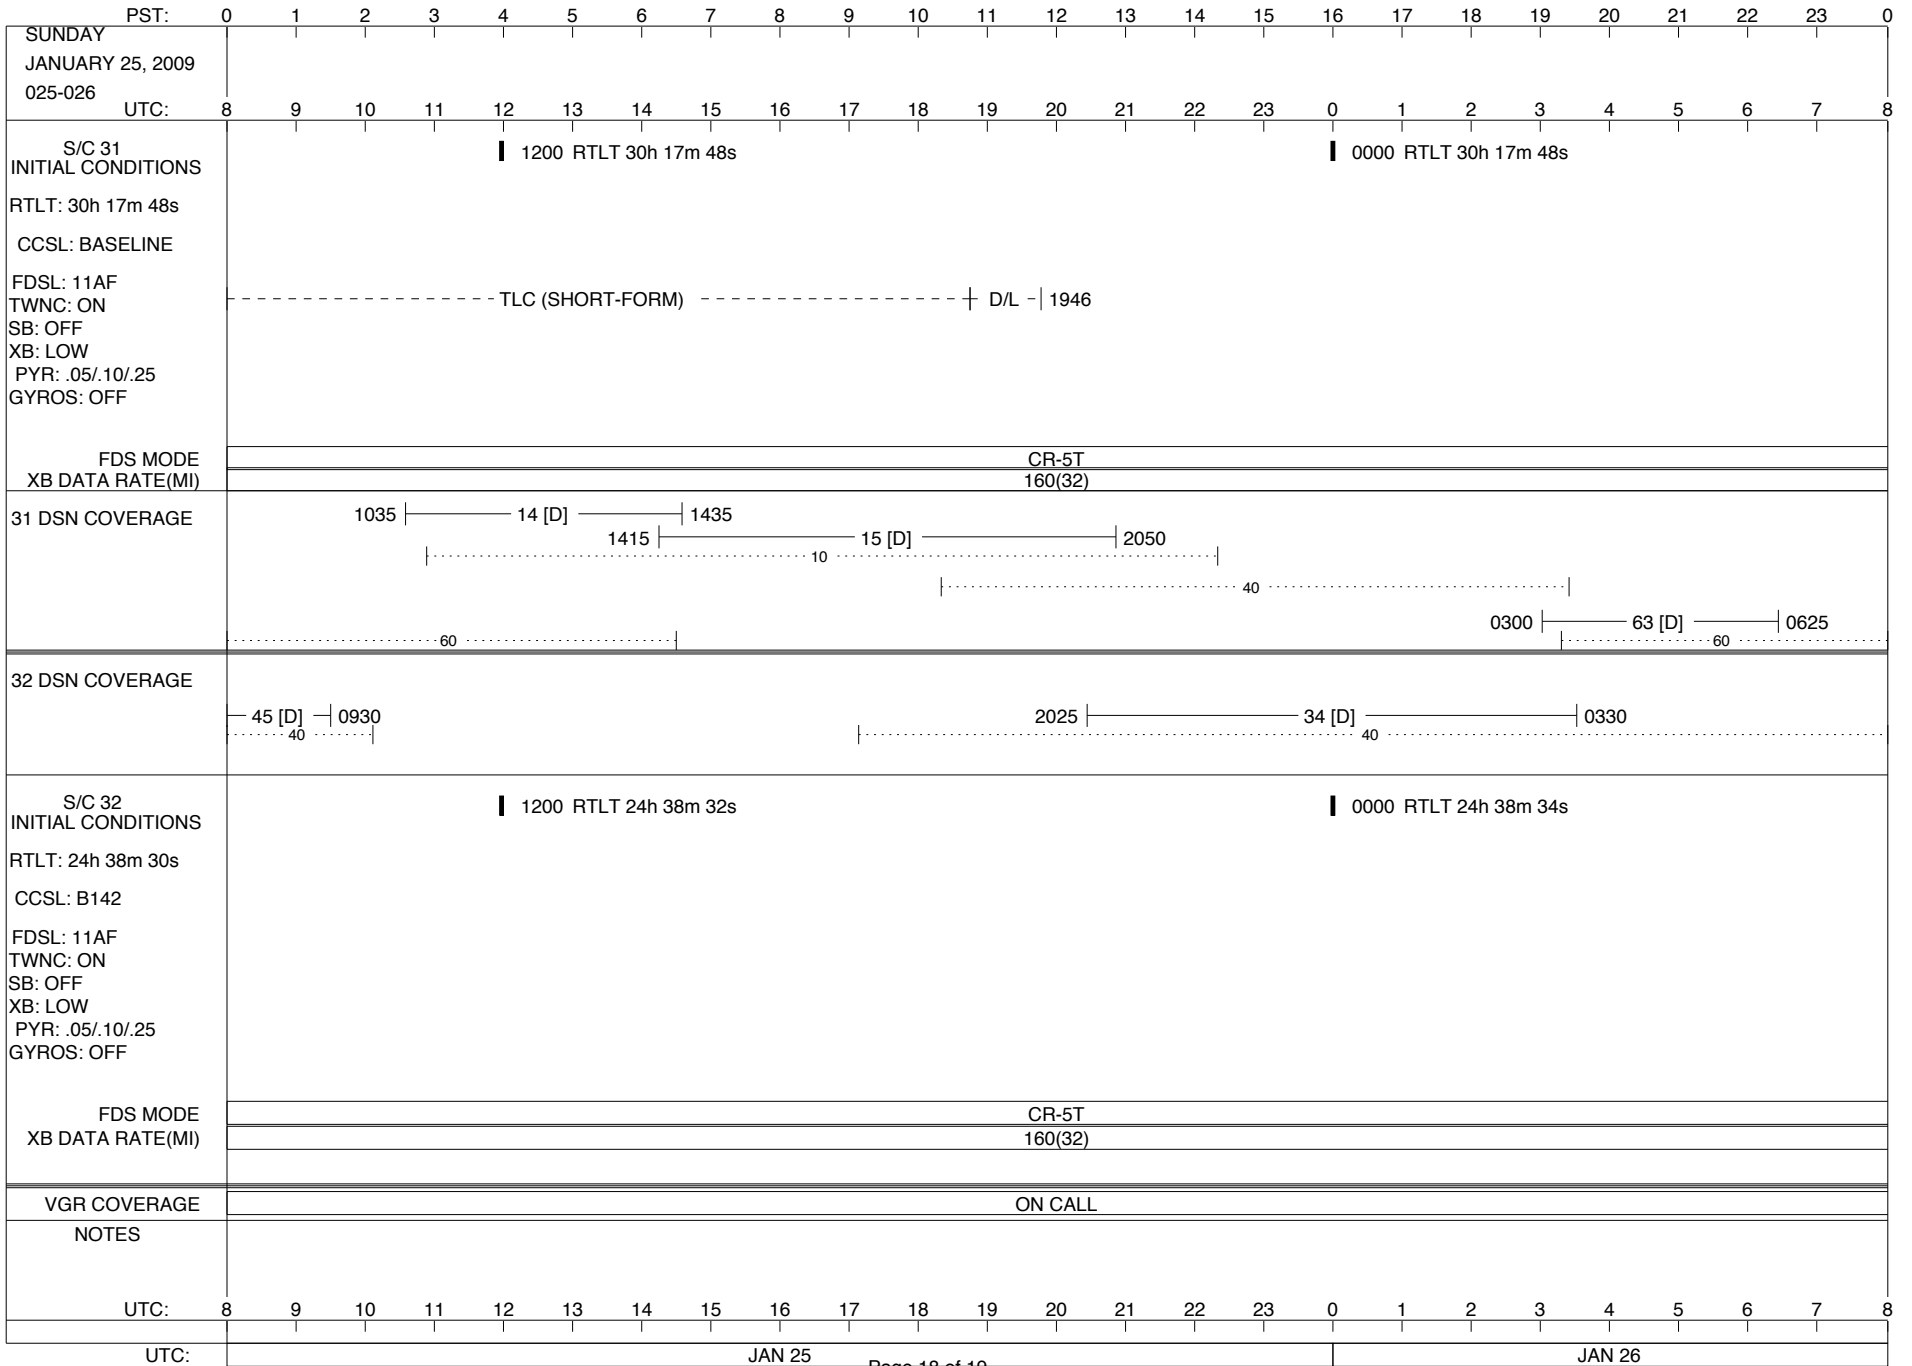 PST: 0 1 2 3 4 5 6 7 8 9 10 11 12 13 14 15 16 17 18 19 20 21 22 23 0
SUNDAY
JANUARY 25, 2009
025-026
UTC: 8 9 10 11 12 13 14 15 16 17 18 19 20 21 22 23 0 1 2 3 4 5 6 7 8
S/C 31
INITIAL CONDITIONS
1200 RTLT 30h 17m 48s
0000 RTLT 30h 17m 48s
RTLT: 30h 17m 48s
CCSL: BASELINE
FDSL: 11AF
TWNC: ON
TLC (SHORT-FORM) D/L 1946
SB: OFF
XB: LOW
PYR: .05/.10/.25
GYROS: OFF
FDS MODE CR-5T
XB DATA RATE(MI) 160(32)
31 DSN COVERAGE
1035 14 [D] 1435
1415 15 [D] 2050
10
40
0300 63 [D] 0625
60 60
32 DSN COVERAGE
45 [D] 0930 2025 34 [D] 0330
40 40
S/C 32
INITIAL CONDITIONS
1200 RTLT 24h 38m 32s
0000 RTLT 24h 38m 34s
RTLT: 24h 38m 30s
CCSL: B142
FDSL: 11AF
TWNC: ON
SB: OFF
XB: LOW
PYR: .05/.10/.25
GYROS: OFF
FDS MODE CR-5T
XB DATA RATE(MI) 160(32)
VGR COVERAGE ON CALL
NOTES
UTC: 8 9 10 11 12 13 14 15 16 17 18 19 20 21 22 23 0 1 2 3 4 5 6 7 8
UTC: JAN 25 JAN 26
Page 18 of 19